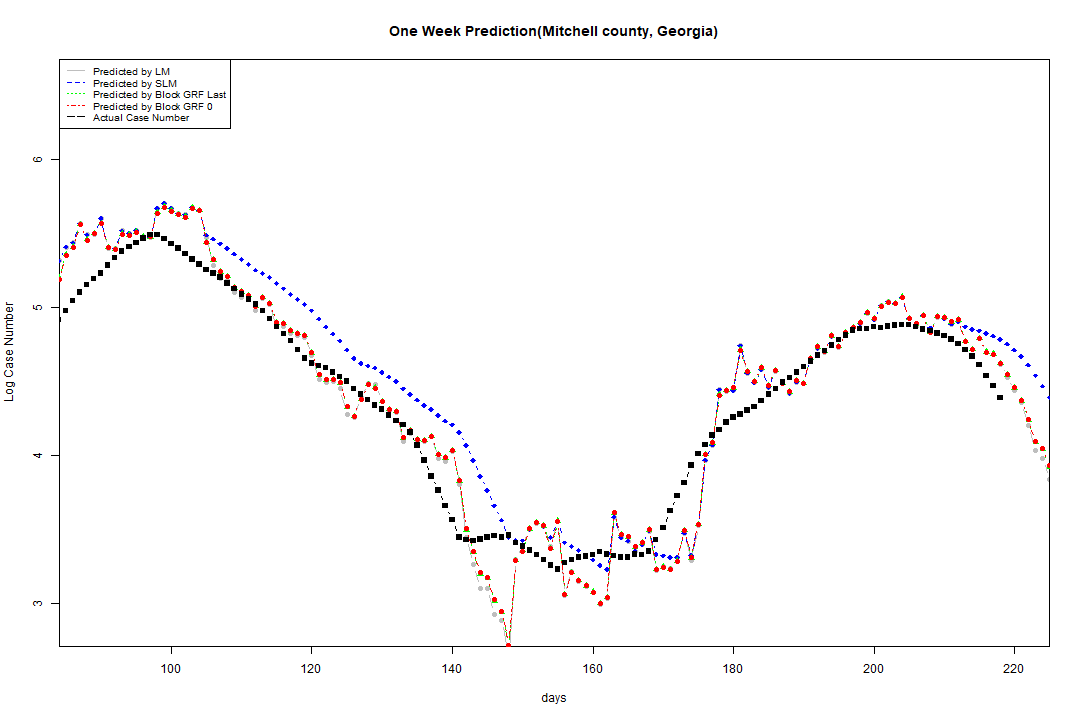 One Week Prediction(Mitchell county, Georgia)
Predicted by LM
Predicted by SLM
Predicted by Block GRF Last
Predicted by Block GRF 0
Actual Case Number
6
5
4
3
Log Case Number
100 120 140 160 180 200 220
days